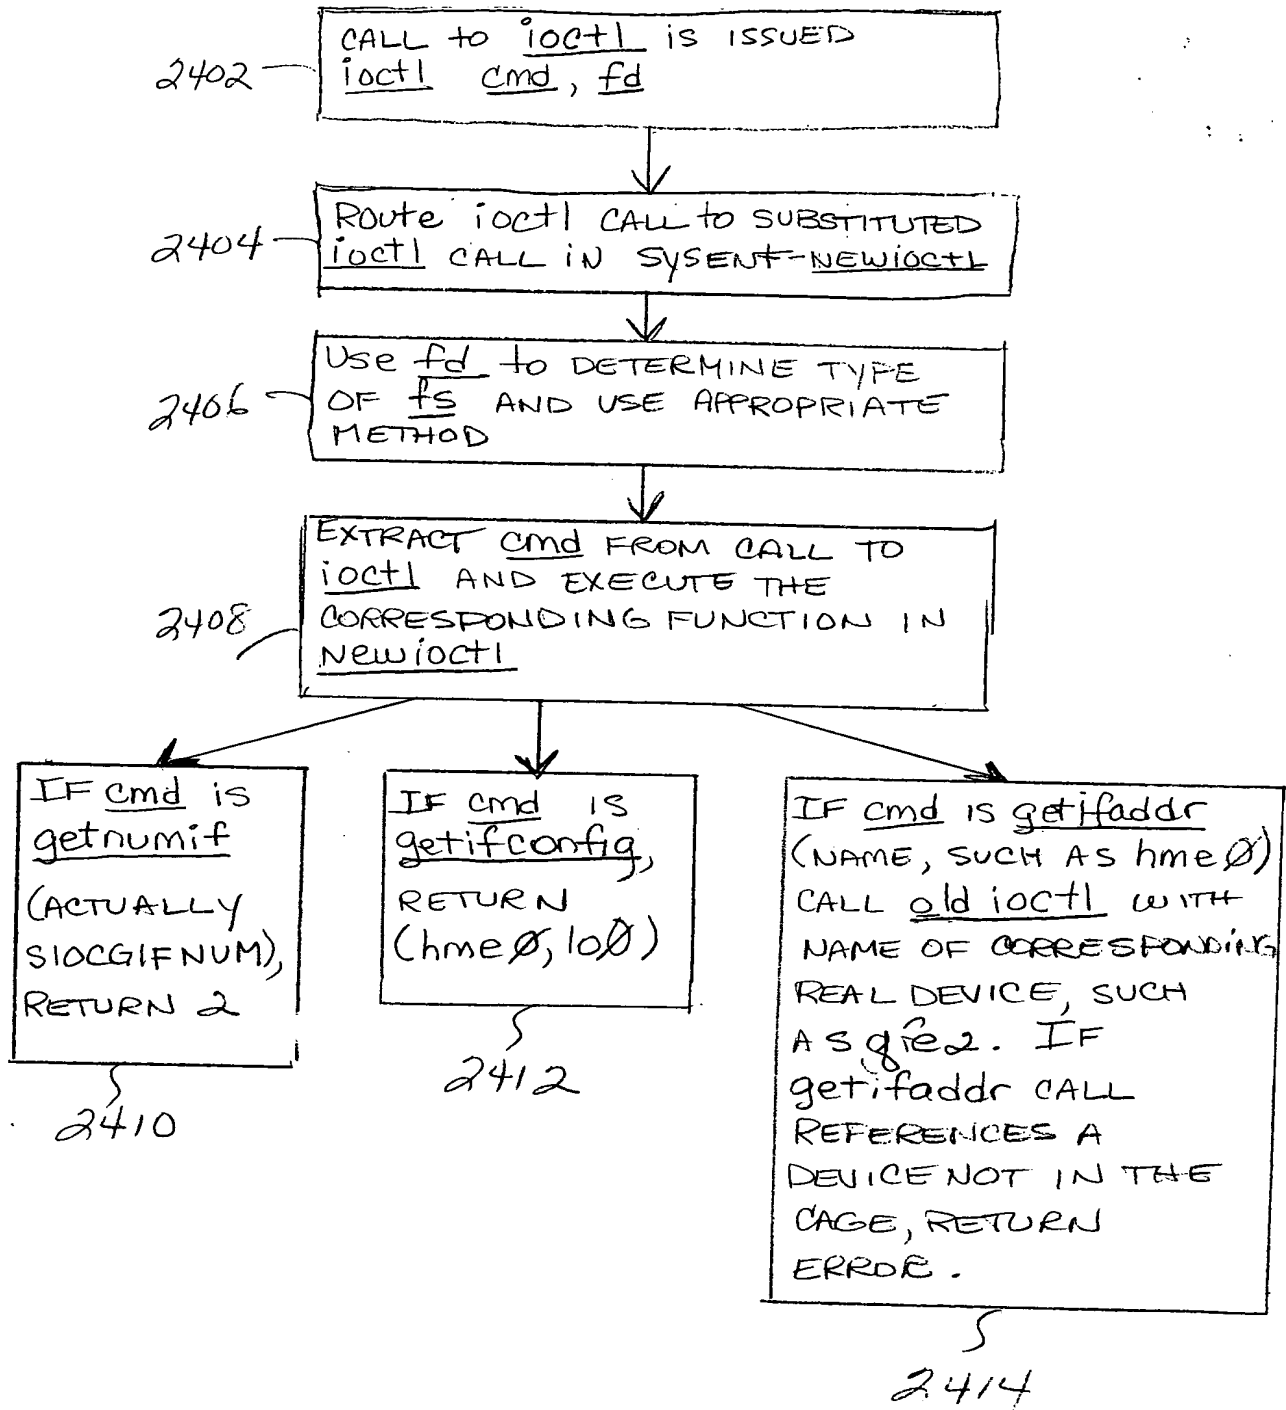 CALL to ioctl is ISSUED
ioctl cmd, fd
2402
Route ioctl CALL to SUBSTITUTED
ioctl CALL IN SYSENT-NEWIOCTL
2404
Use fd to DETERMINE TYPE
OF fs AND USE APPROPRIATE
METHOD
2406
EXTRACT cmd FROM CALL TO
ioctl AND EXECUTE THE
CORRESPONDING FUNCTION IN
Newioctl
2408
IF cmd is
getnumif
(ACTUALLY
SIOCGIFNUM),
RETURN 2
2410
IF cmd IS
getifconfig,
RETURN
(hme0, lo0)
2412
IF cmd IS getifaddr
(NAME, SUCH AS hme0)
CALL old ioctl WITH
NAME OF CORRESPONDING
REAL DEVICE, SUCH
AS qfe2. IF
getifaddr CALL
REFERENCES A
DEVICE NOT IN THE
CAGE, RETURN
ERROR.
2414